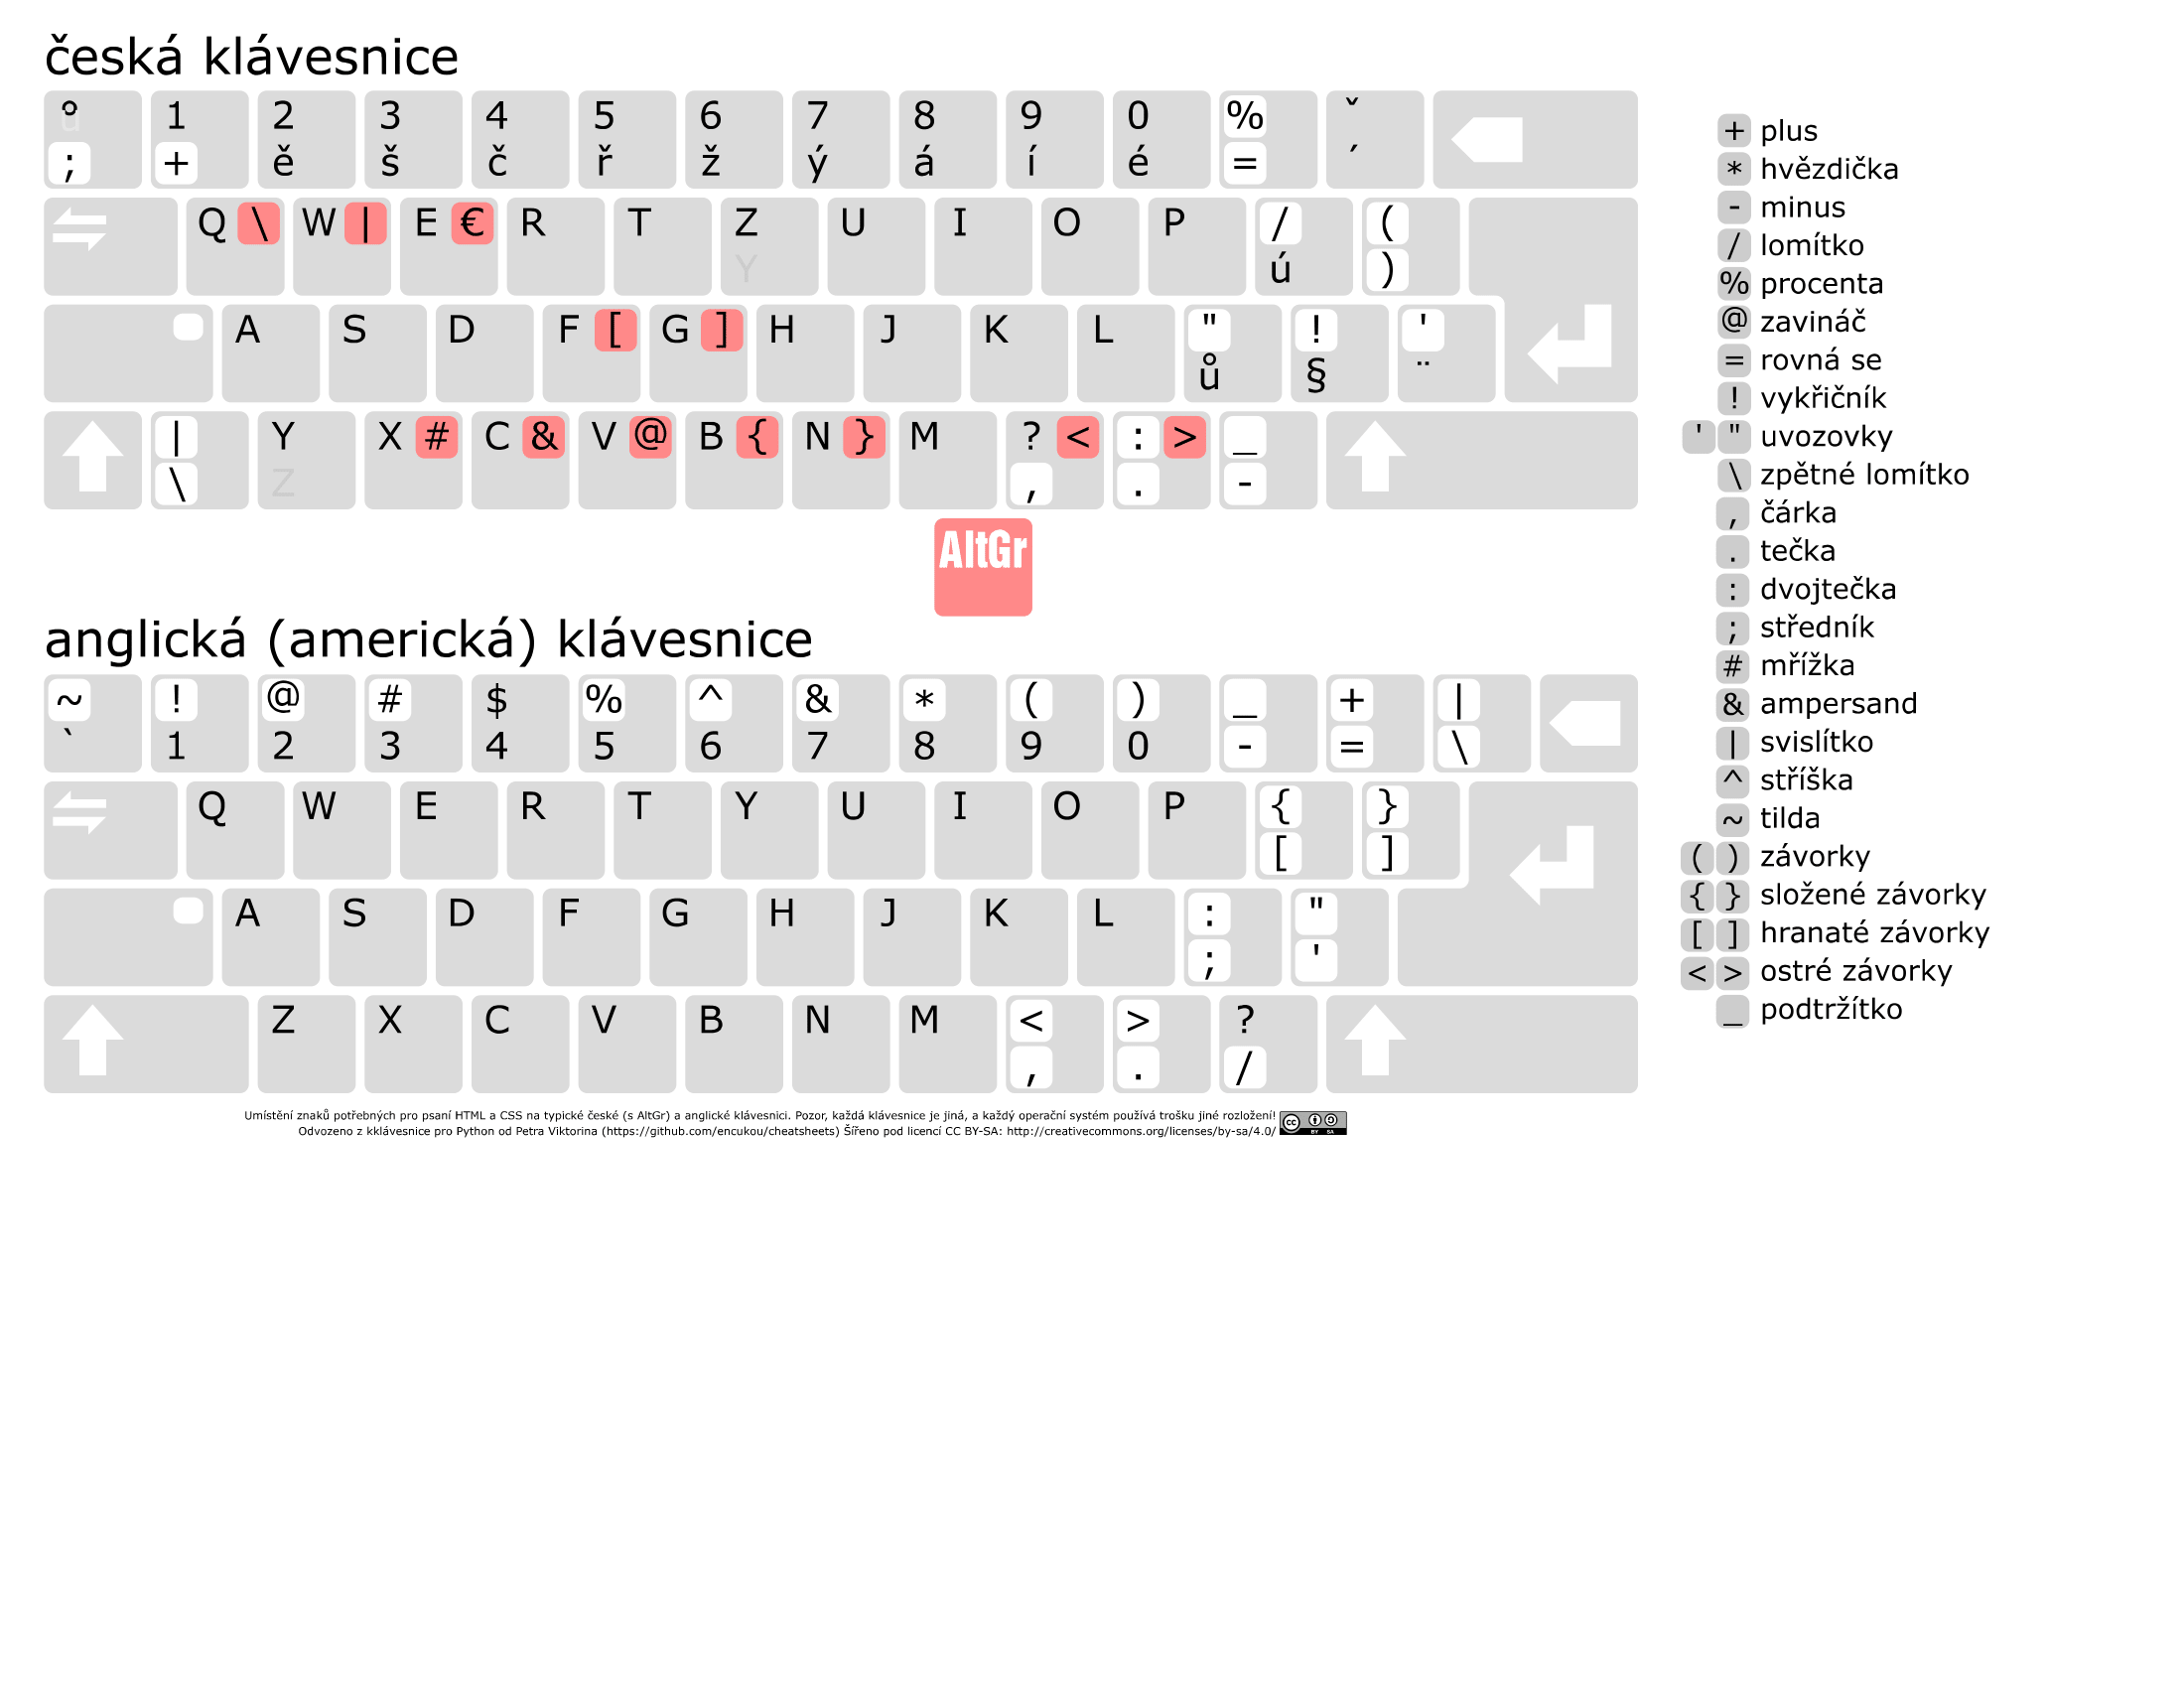 česká klávesnice
° 1 2 3 4 5 6 7 8 9 0 % ˇ
; + ě š č ř ž ý á í é = ´
Q \ W | E € R T Z U I O P / (
Y ú )
A S D F [ G ] H J K L " ! '
ů § ¨
| Y X # C & V @ B { N } M ? < : > _
\ Z , . -
AltGr
anglická (americká) klávesnice
~ ! @ # $ % ^ & * ( ) _ + |
` 1 2 3 4 5 6 7 8 9 0 - = \
Q W E R T Y U I O P { }
[ ]
A S D F G H J K L : "
; '
Z X C V B N M < > ?
, . /
Umístění znaků potřebných pro psaní HTML a CSS na typické české (s AltGr) a anglické klávesnici. Pozor, každá klávesnice je jiná, a každý operační systém používá trošku jiné rozložení!
Odvozeno z kklávesnice pro Python od Petra Viktorina (https://github.com/encukou/cheatsheets) Šířeno pod licencí CC BY-SA: http://creativecommons.org/licenses/by-sa/4.0/
cc BY SA
+ plus
* hvězdička
- minus
/ lomítko
% procenta
@ zavináč
= rovná se
! vykřičník
' " uvozovky
\ zpětné lomítko
, čárka
. tečka
: dvojtečka
; středník
# mřížka
& ampersand
| svislítko
^ stříška
~ tilda
( ) závorky
{ } složené závorky
[ ] hranaté závorky
< > ostré závorky
_ podtržítko